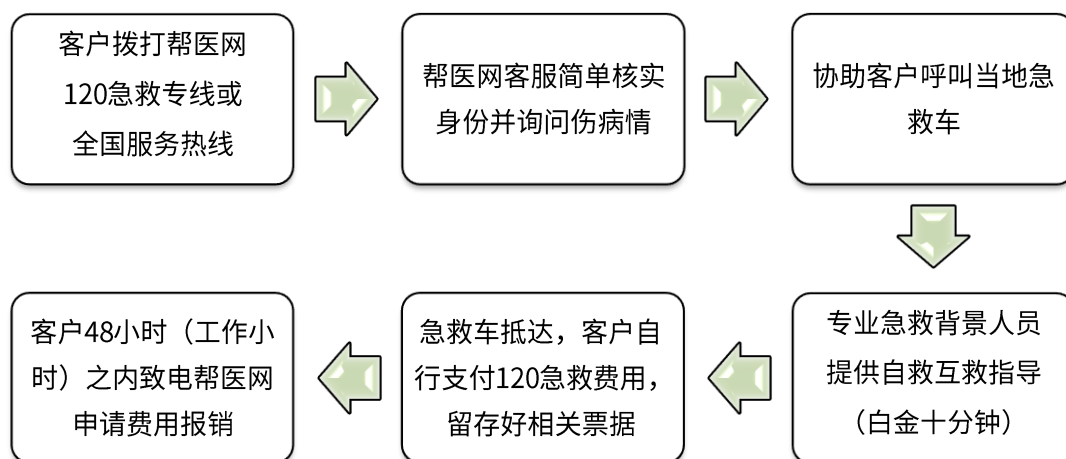 客户拨打帮医网
120急救专线或
全国服务热线
帮医网客服简单核实
身份并询问伤病情
协助客户呼叫当地急
救车
专业急救背景人员
提供自救互救指导
（白金十分钟）
急救车抵达，客户自
行支付120急救费用，
留存好相关票据
客户48小时（工作小
时）之内致电帮医网
申请费用报销